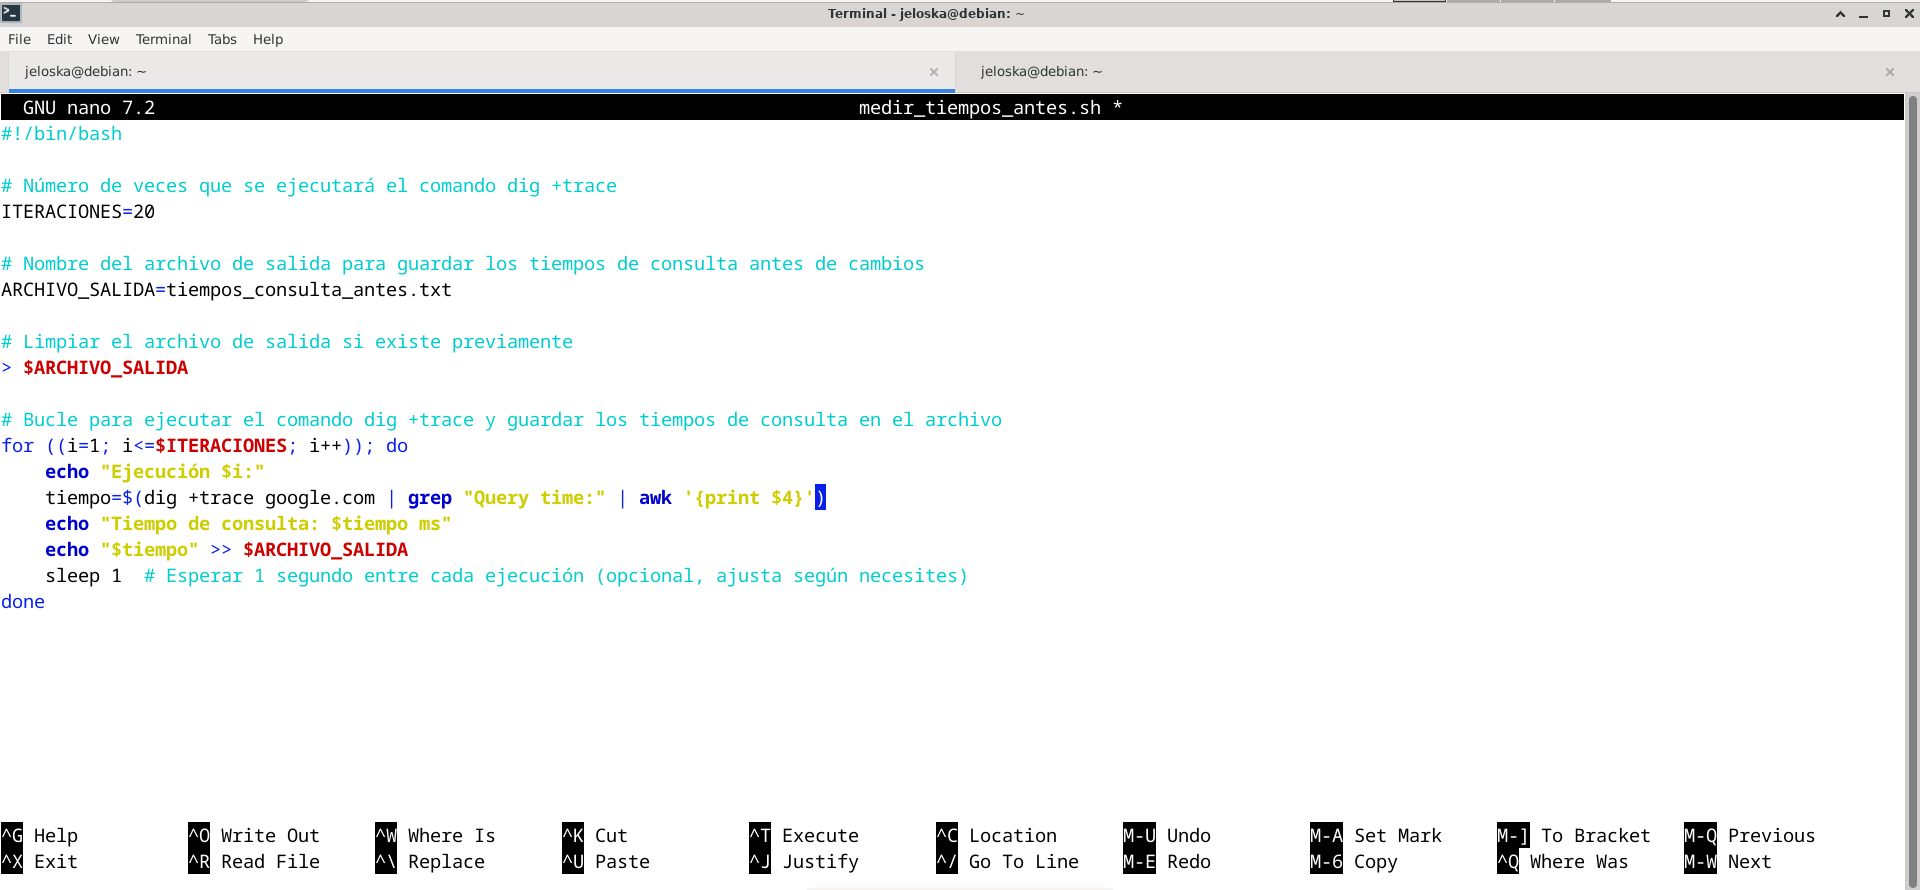 Terminal - jeloska@debian: ~
File Edit View Terminal Tabs Help
jeloska@debian: ~ × jeloska@debian: ~ ×
GNU nano 7.2 medir_tiempos_antes.sh *
#!/bin/bash
# Número de veces que se ejecutará el comando dig +trace
ITERACIONES=20
# Nombre del archivo de salida para guardar los tiempos de consulta antes de cambios
ARCHIVO_SALIDA=tiempos_consulta_antes.txt
# Limpiar el archivo de salida si existe previamente
> $ARCHIVO_SALIDA
# Bucle para ejecutar el comando dig +trace y guardar los tiempos de consulta en el archivo
for ((i=1; i<=$ITERACIONES; i++)); do
    echo "Ejecución $i:"
    tiempo=$(dig +trace google.com | grep "Query time:" | awk '{print $4}')
    echo "Tiempo de consulta: $tiempo ms"
    echo "$tiempo" >> $ARCHIVO_SALIDA
    sleep 1  # Esperar 1 segundo entre cada ejecución (opcional, ajusta según necesites)
done
^G Help ^O Write Out ^W Where Is ^K Cut ^T Execute ^C Location M-U Undo M-A Set Mark M-] To Bracket M-Q Previous
^X Exit ^R Read File ^\ Replace ^U Paste ^J Justify ^/ Go To Line M-E Redo M-6 Copy ^Q Where Was M-W Next